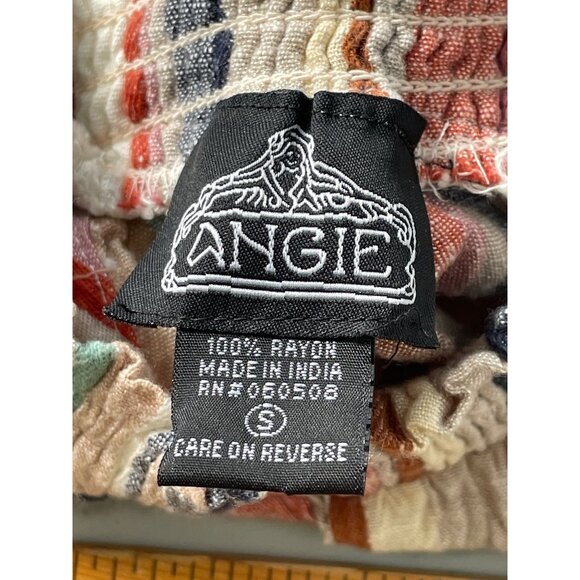 ANGIE
100% RAYON
MADE IN INDIA
RN#060508
S
CARE ON REVERSE